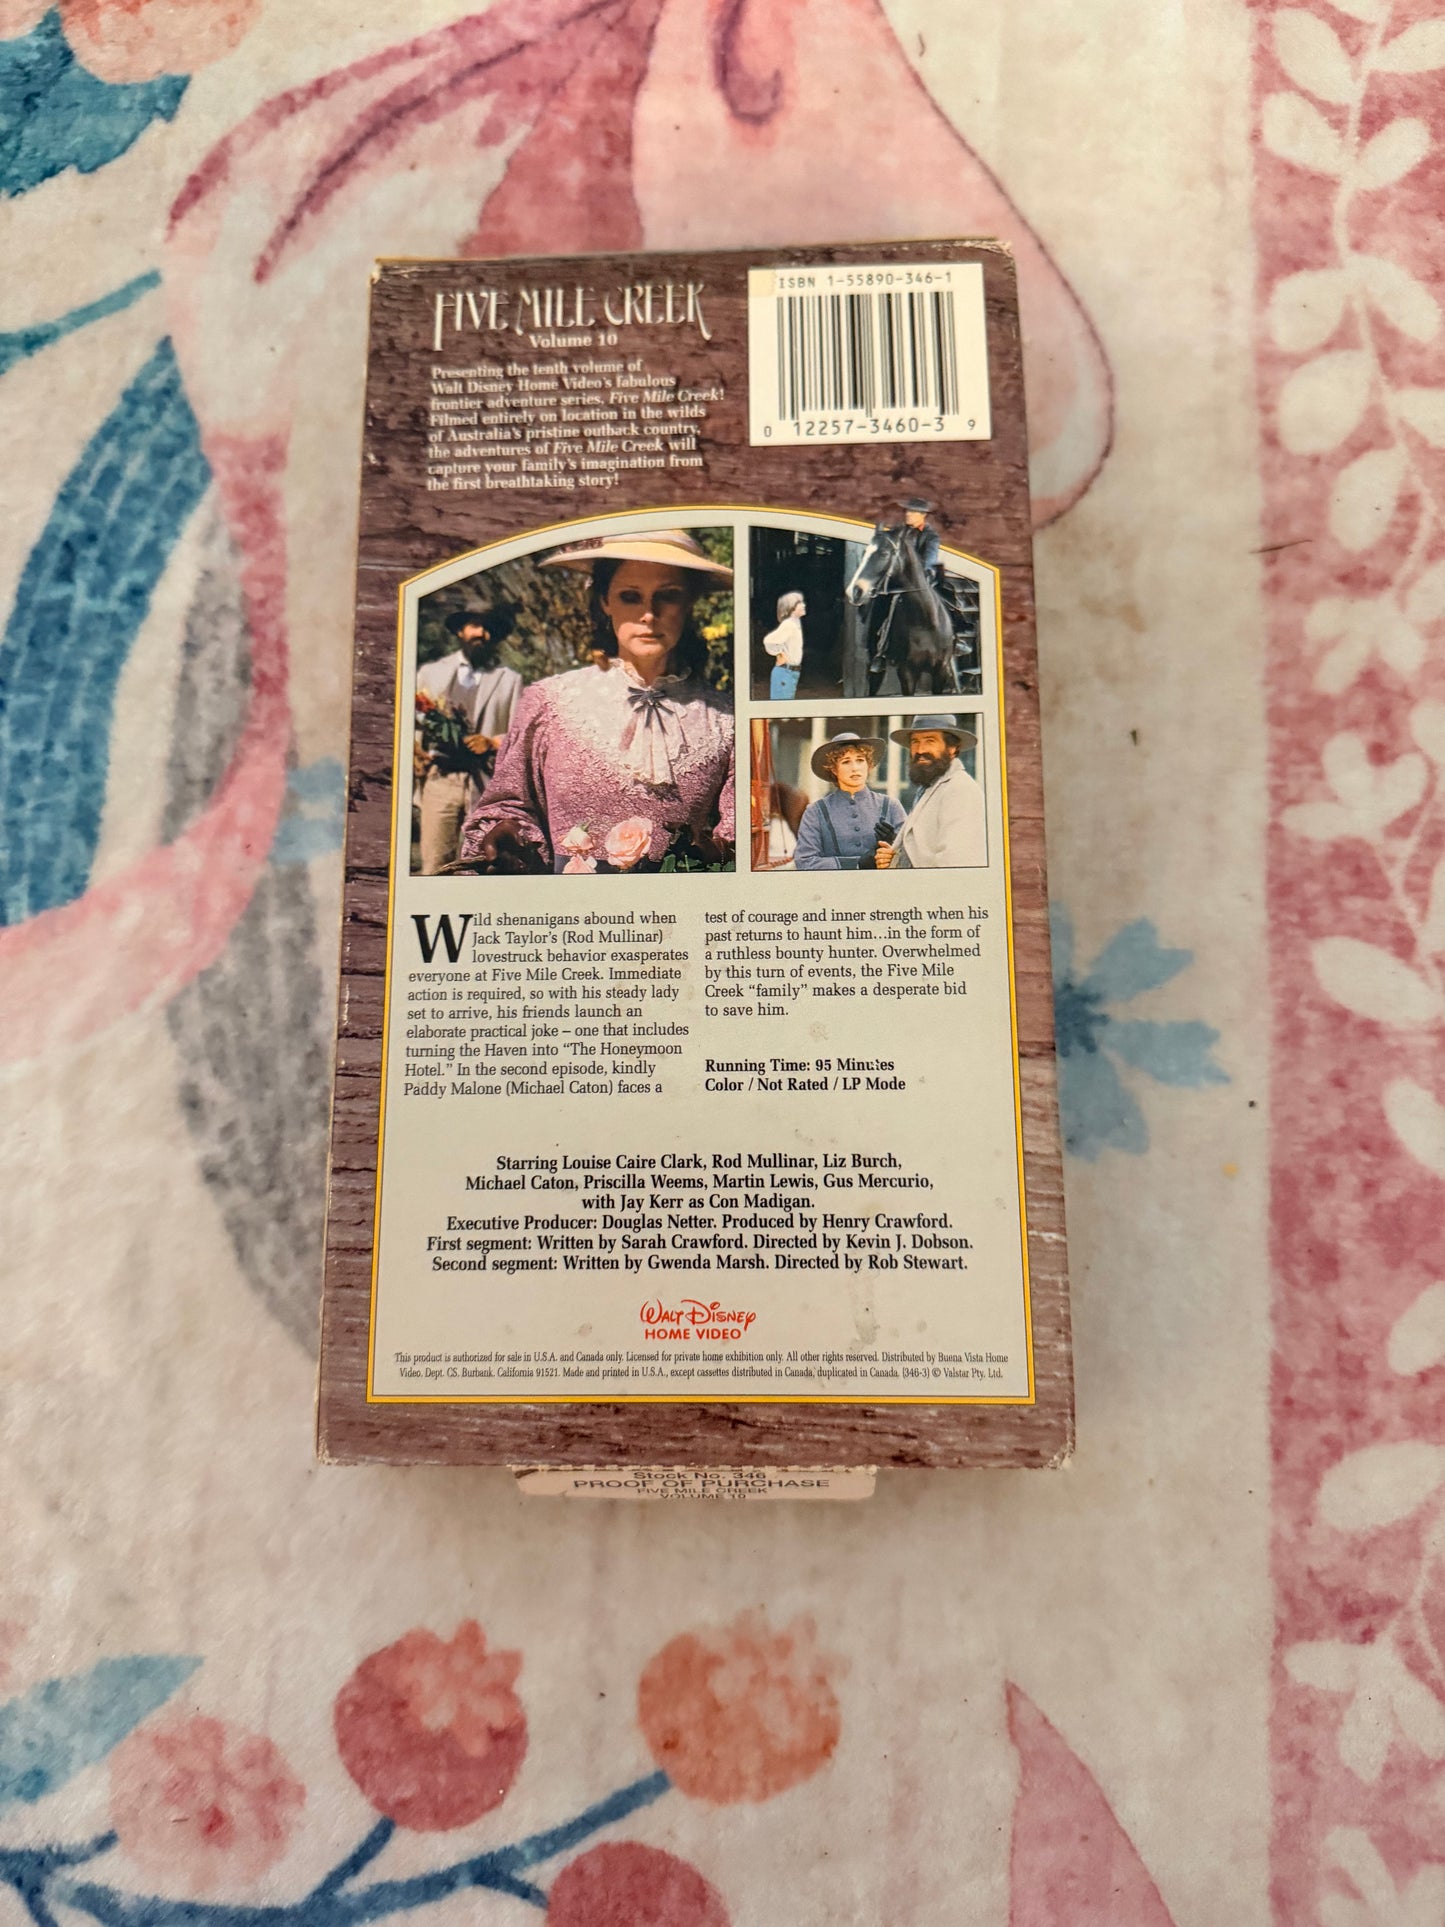 FIVE MILE CREEK
Volume 10
Presenting the tenth volume of
Walt Disney Home Video's fabulous
frontier adventure series, Five Mile Creek!
Filmed entirely on location in the wilds
of Australia's pristine outback country,
the adventures of Five Mile Creek will
capture your family's imagination from
the first breathtaking story!
ISBN 1-55890-346-1
0 12257-3460-3 9
Wild shenanigans abound when
Jack Taylor's (Rod Mullinar)
lovestruck behavior exasperates
everyone at Five Mile Creek. Immediate
action is required, so with his steady lady
set to arrive, his friends launch an
elaborate practical joke – one that includes
turning the Haven into “The Honeymoon
Hotel.” In the second episode, kindly
Paddy Malone (Michael Caton) faces a
test of courage and inner strength when his
past returns to haunt him...in the form of
a ruthless bounty hunter. Overwhelmed
by this turn of events, the Five Mile
Creek “family” makes a desperate bid
to save him.
Running Time: 95 Minutes
Color / Not Rated / LP Mode
Starring Louise Caire Clark, Rod Mullinar, Liz Burch,
Michael Caton, Priscilla Weems, Martin Lewis, Gus Mercurio,
with Jay Kerr as Con Madigan.
Executive Producer: Douglas Netter. Produced by Henry Crawford.
First segment: Written by Sarah Crawford. Directed by Kevin J. Dobson.
Second segment: Written by Gwenda Marsh. Directed by Rob Stewart.
WALT DISNEY
HOME VIDEO
This product is authorized for sale in U.S.A. and Canada only. Licensed for private home exhibition only. All other rights reserved. Distributed by Buena Vista Home
Video. Dept. CS. Burbank. California 91521. Made and printed in U.S.A., except cassettes distributed in Canada, duplicated in Canada. (346-3) © Valstar Pty. Ltd.
Stock No. 346
PROOF OF PURCHASE
FIVE MILE CREEK
VOLUME 10